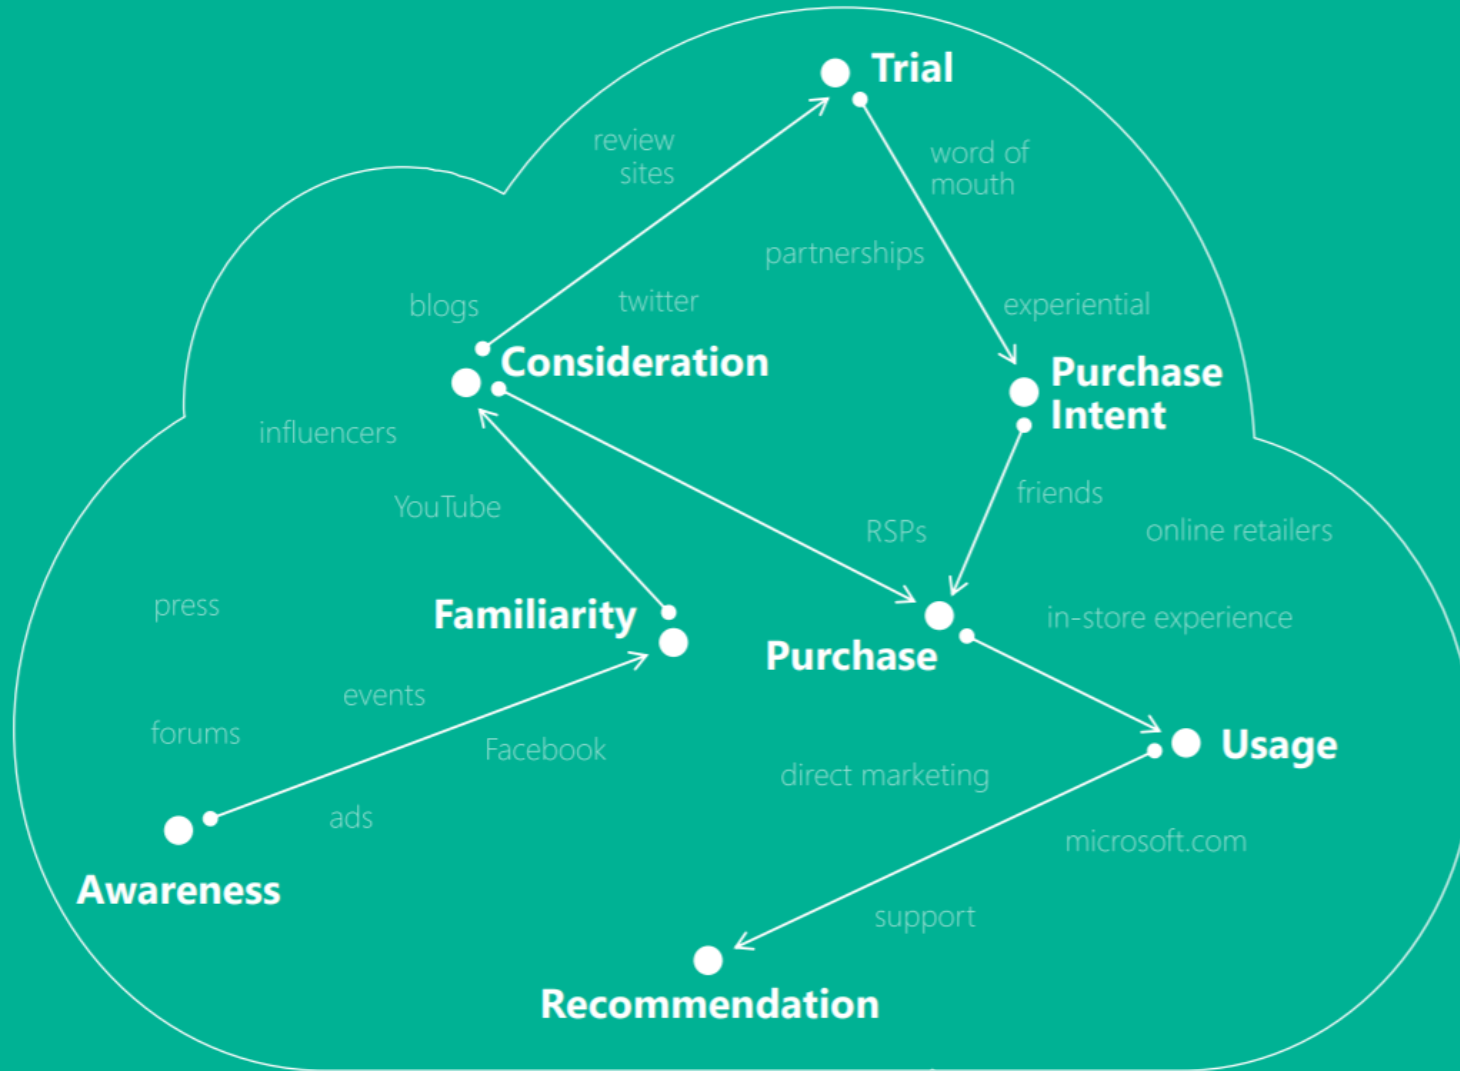 Trial
review
sites
word of
mouth
partnerships
blogs
twitter
experiential
Consideration
Purchase
Intent
influencers
YouTube
friends
RSPs
online retailers
press
Familiarity
in-store experience
Purchase
events
forums
Facebook
Usage
direct marketing
ads
microsoft.com
Awareness
support
Recommendation